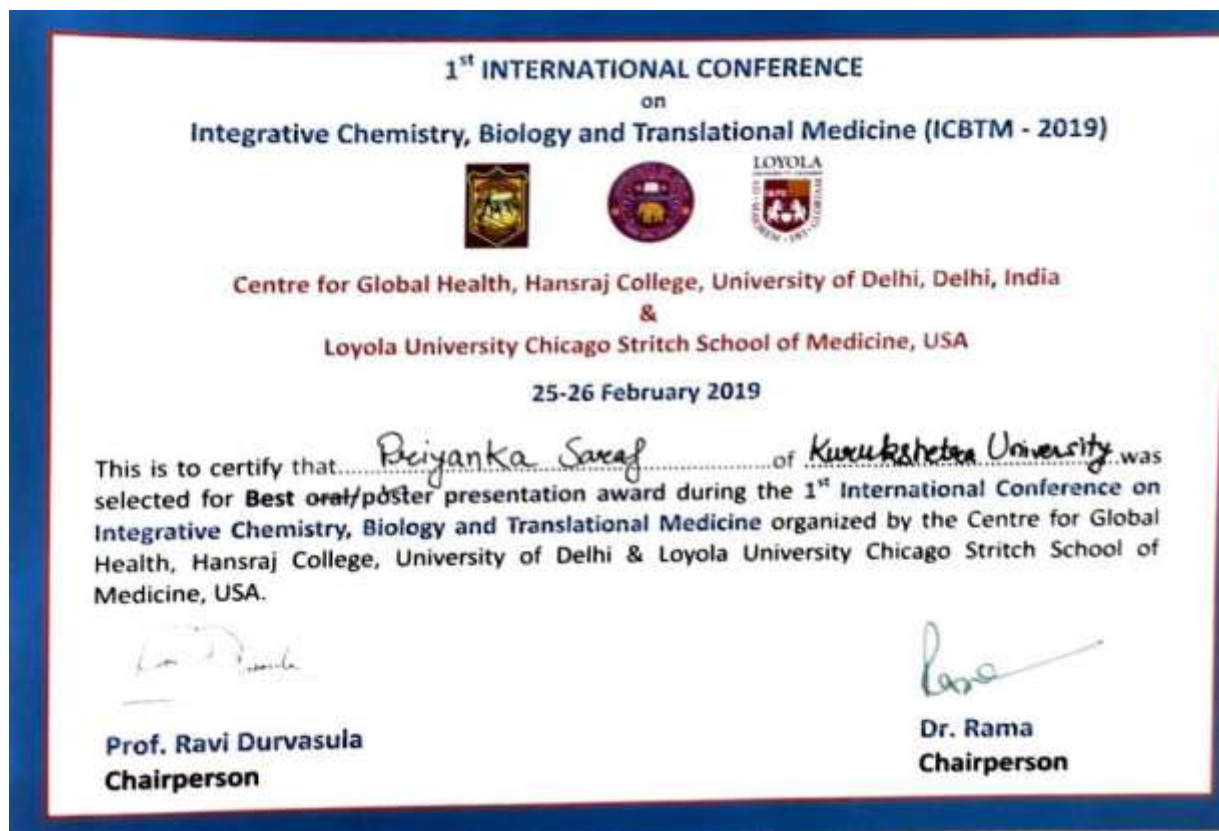 1st INTERNATIONAL CONFERENCE
on
Integrative Chemistry, Biology and Translational Medicine (ICBTM - 2019)
LOYOLA
Centre for Global Health, Hansraj College, University of Delhi, Delhi, India
&
Loyola University Chicago Stritch School of Medicine, USA
25-26 February 2019
This is to certify that.....Priyanka Saraf.....of Kurukshetra University was
selected for Best oral/poster presentation award during the 1st International Conference on
Integrative Chemistry, Biology and Translational Medicine organized by the Centre for Global
Health, Hansraj College, University of Delhi & Loyola University Chicago Stritch School of
Medicine, USA.
Rama
Prof. Ravi Durvasula
Chairperson
Dr. Rama
Chairperson